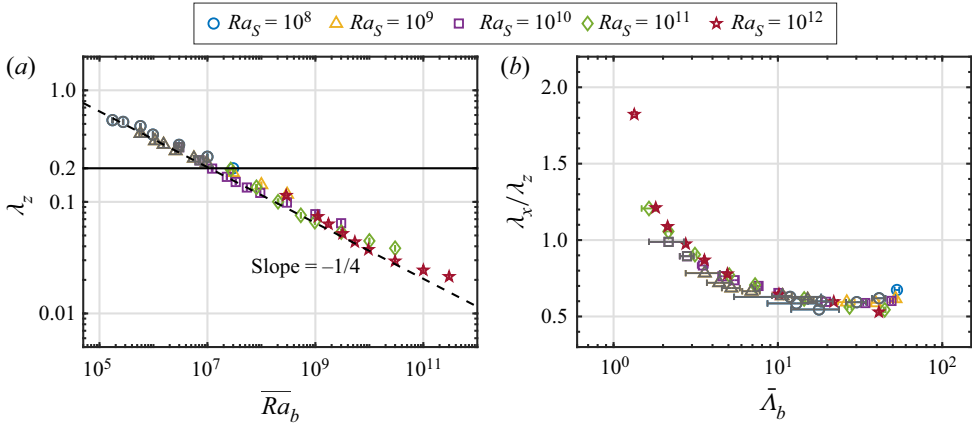 Ra_S = 10^8 Ra_S = 10^9 Ra_S = 10^10 Ra_S = 10^11 Ra_S = 10^12
(a)
1.0
0.2
0.1
0.01
λ_z
Slope = –1/4
10^5 10^7 10^9 10^11
\overline{Ra}_b
(b)
2.0
1.5
1.0
0.5
λ_x/λ_z
10^0 10^1 10^2
\bar{Λ}_b